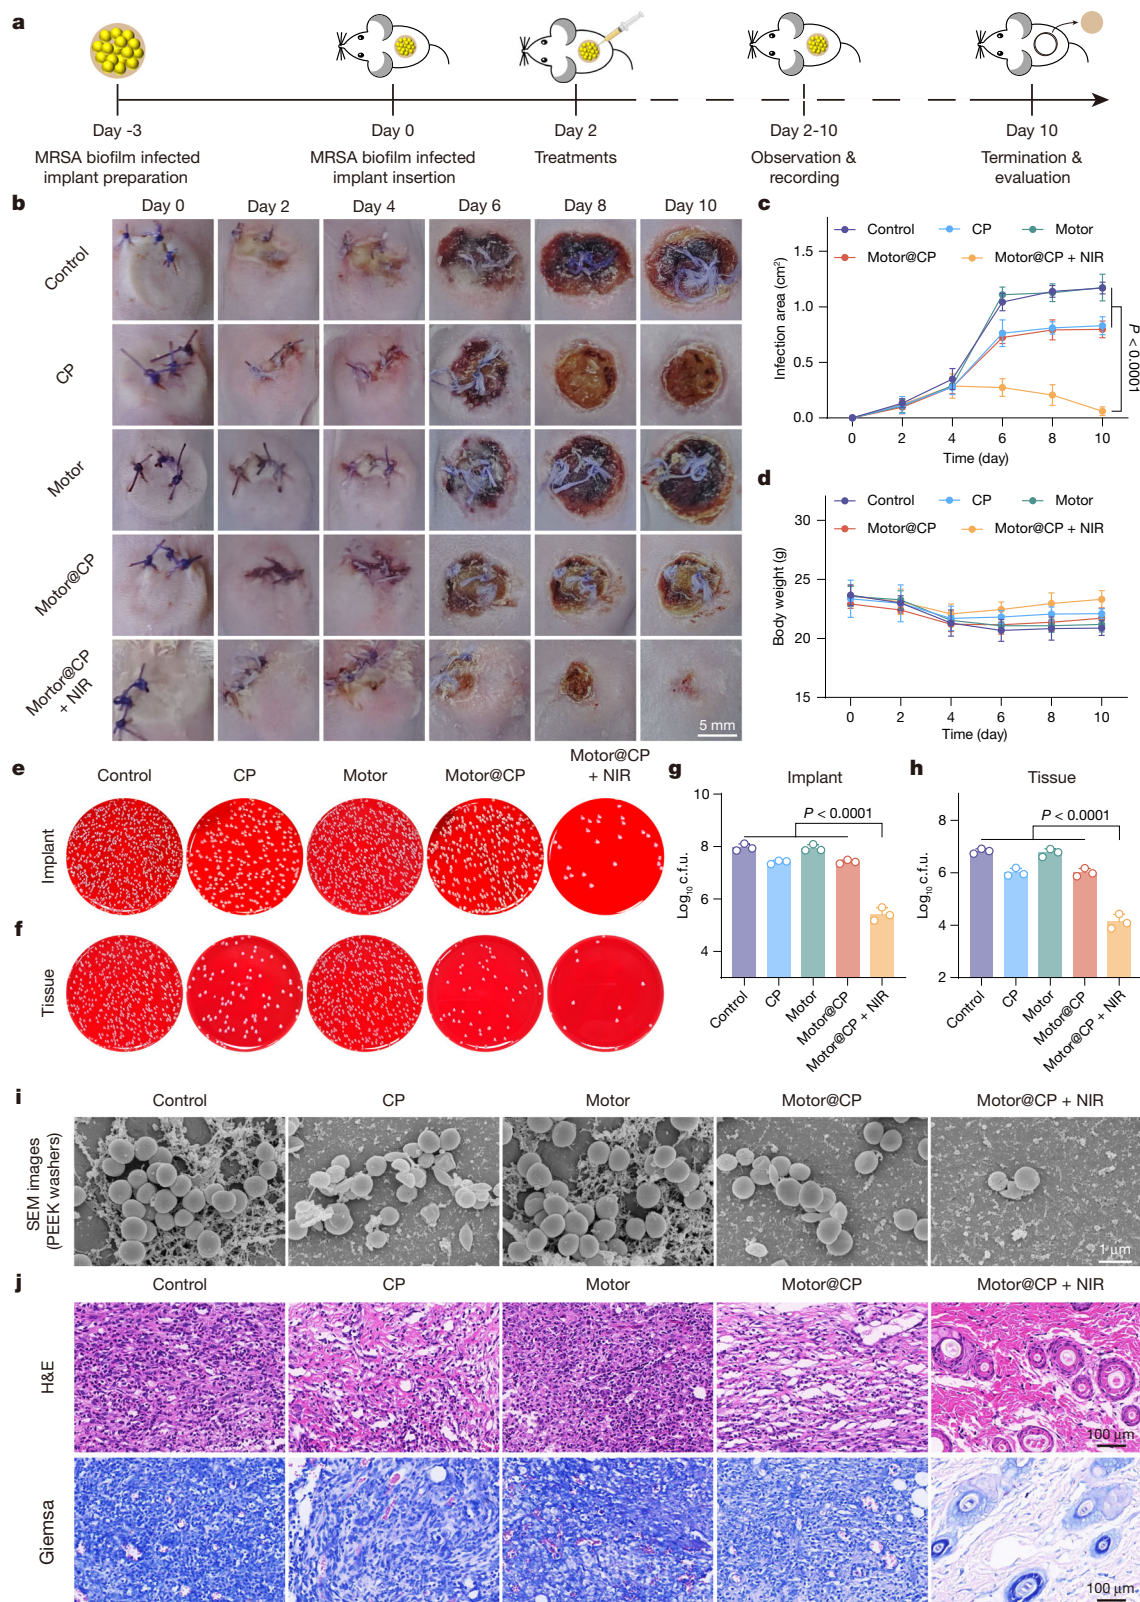 a
Day -3
Day 0
Day 2
Day 2-10
Day 10
MRSA biofilm infected
implant preparation
MRSA biofilm infected
implant insertion
Treatments
Observation &
recording
Termination &
evaluation
b
Day 0
Day 2
Day 4
Day 6
Day 8
Day 10
Control
CP
Motor
Motor@CP
Mortor@CP
+ NIR
5 mm
c
Control
CP
Motor
Motor@CP
Motor@CP + NIR
Infection area (cm²)
1.5
1.0
0.5
0.0
0
2
4
6
8
10
Time (day)
P < 0.0001
d
Control
CP
Motor
Motor@CP
Motor@CP + NIR
Body weight (g)
30
25
20
15
0
2
4
6
8
10
Time (day)
e
Control
CP
Motor
Motor@CP
Motor@CP
+ NIR
Implant
f
Tissue
g
Implant
P < 0.0001
Log₁₀ c.f.u.
10
8
6
4
Control
CP
Motor
Motor@CP
Motor@CP + NIR
h
Tissue
P < 0.0001
Log₁₀ c.f.u.
8
6
4
2
Control
CP
Motor
Motor@CP
Motor@CP + NIR
i
Control
CP
Motor
Motor@CP
Motor@CP + NIR
SEM images
(PEEK washers)
1 μm
j
Control
CP
Motor
Motor@CP
Motor@CP + NIR
H&E
100 μm
Giemsa
100 μm